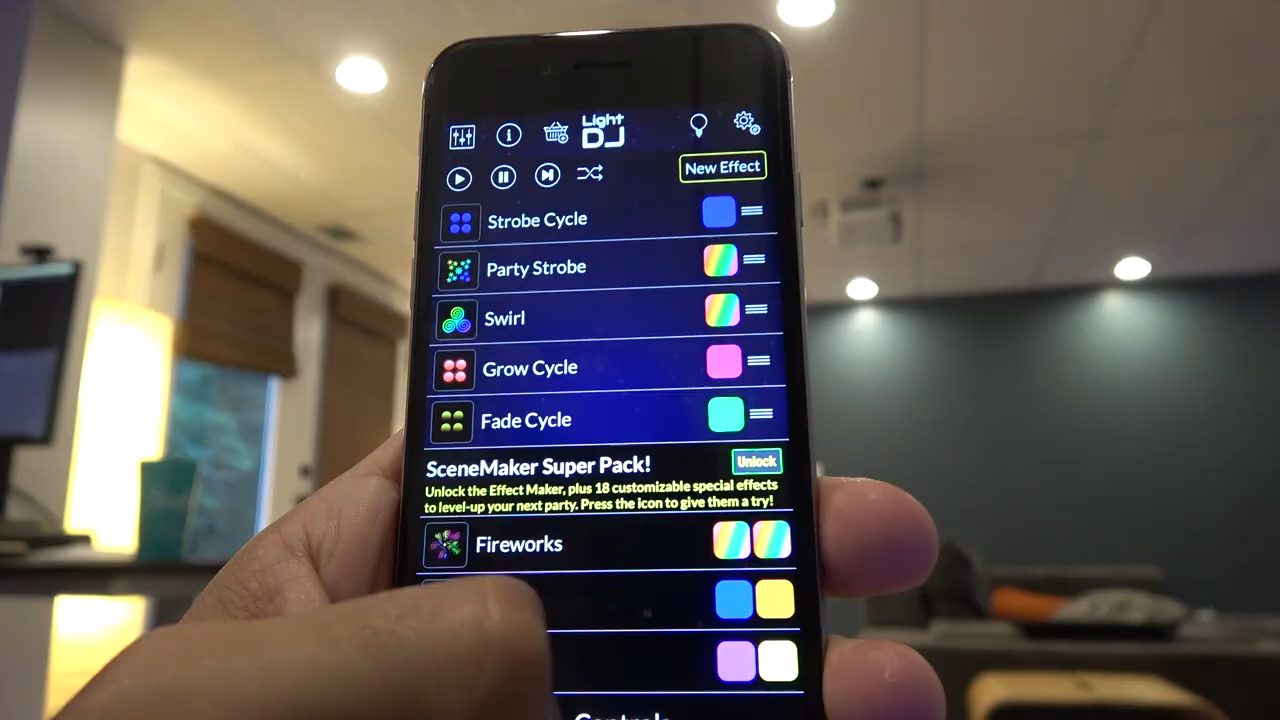 Light
DJ
New Effect
Strobe Cycle
Party Strobe
Swirl
Grow Cycle
Fade Cycle
SceneMaker Super Pack!
Unlock
Unlock the Effect Maker, plus 18 customizable special effects
to level-up your next party. Press the icon to give them a try!
Fireworks
Controls